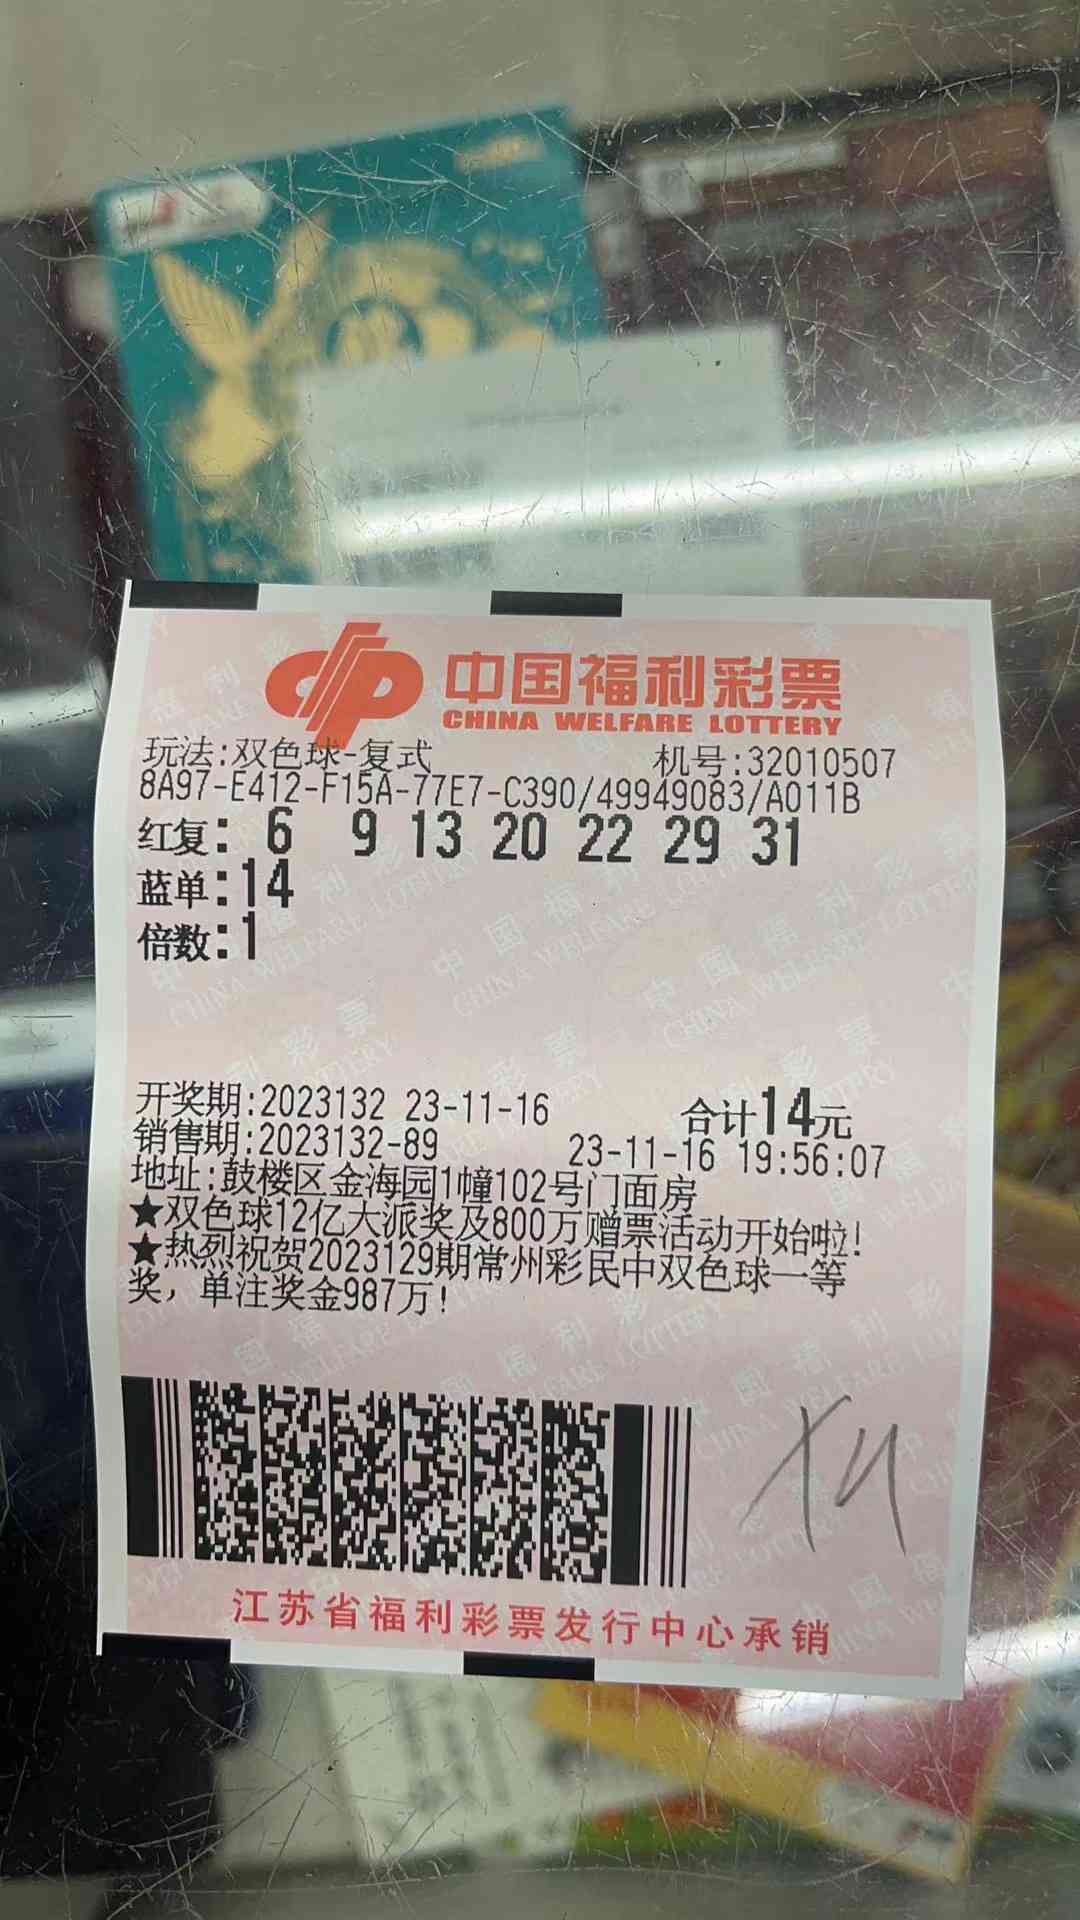 中国福利彩票
CHINA WELFARE LOTTERY
玩法:双色球-复式 机号:32010507
8A97-E412-F15A-77E7-C390/49949083/A011B
红复: 6 9 13 20 22 29 31
蓝单:14
倍数:1
开奖期:2023132 23-11-16 合计14元
销售期:2023132-89 23-11-16 19:56:07
地址:鼓楼区金海园1幢102号门面房
★双色球12亿大派奖及800万赠票活动开始啦!
★热烈祝贺2023129期常州彩民中双色球一等
奖，单注奖金987万!
江苏省福利彩票发行中心承销